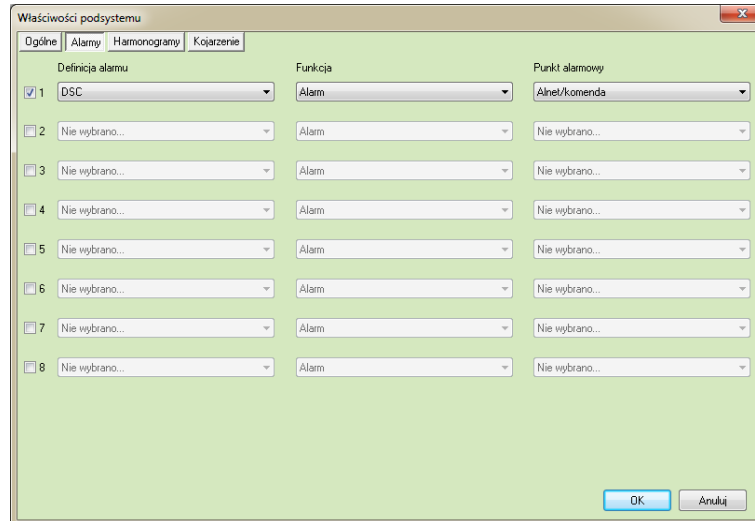 Właściwości podsystemu
Ogólne Alarmy Harmonogramy Kojarzenie
Definicja alarmu Funkcja Punkt alarmowy
1 DSC Alarm Alnet/komenda
2 Nie wybrano... Alarm Nie wybrano...
3 Nie wybrano... Alarm Nie wybrano...
4 Nie wybrano... Alarm Nie wybrano...
5 Nie wybrano... Alarm Nie wybrano...
6 Nie wybrano... Alarm Nie wybrano...
7 Nie wybrano... Alarm Nie wybrano...
8 Nie wybrano... Alarm Nie wybrano...
OK Anuluj